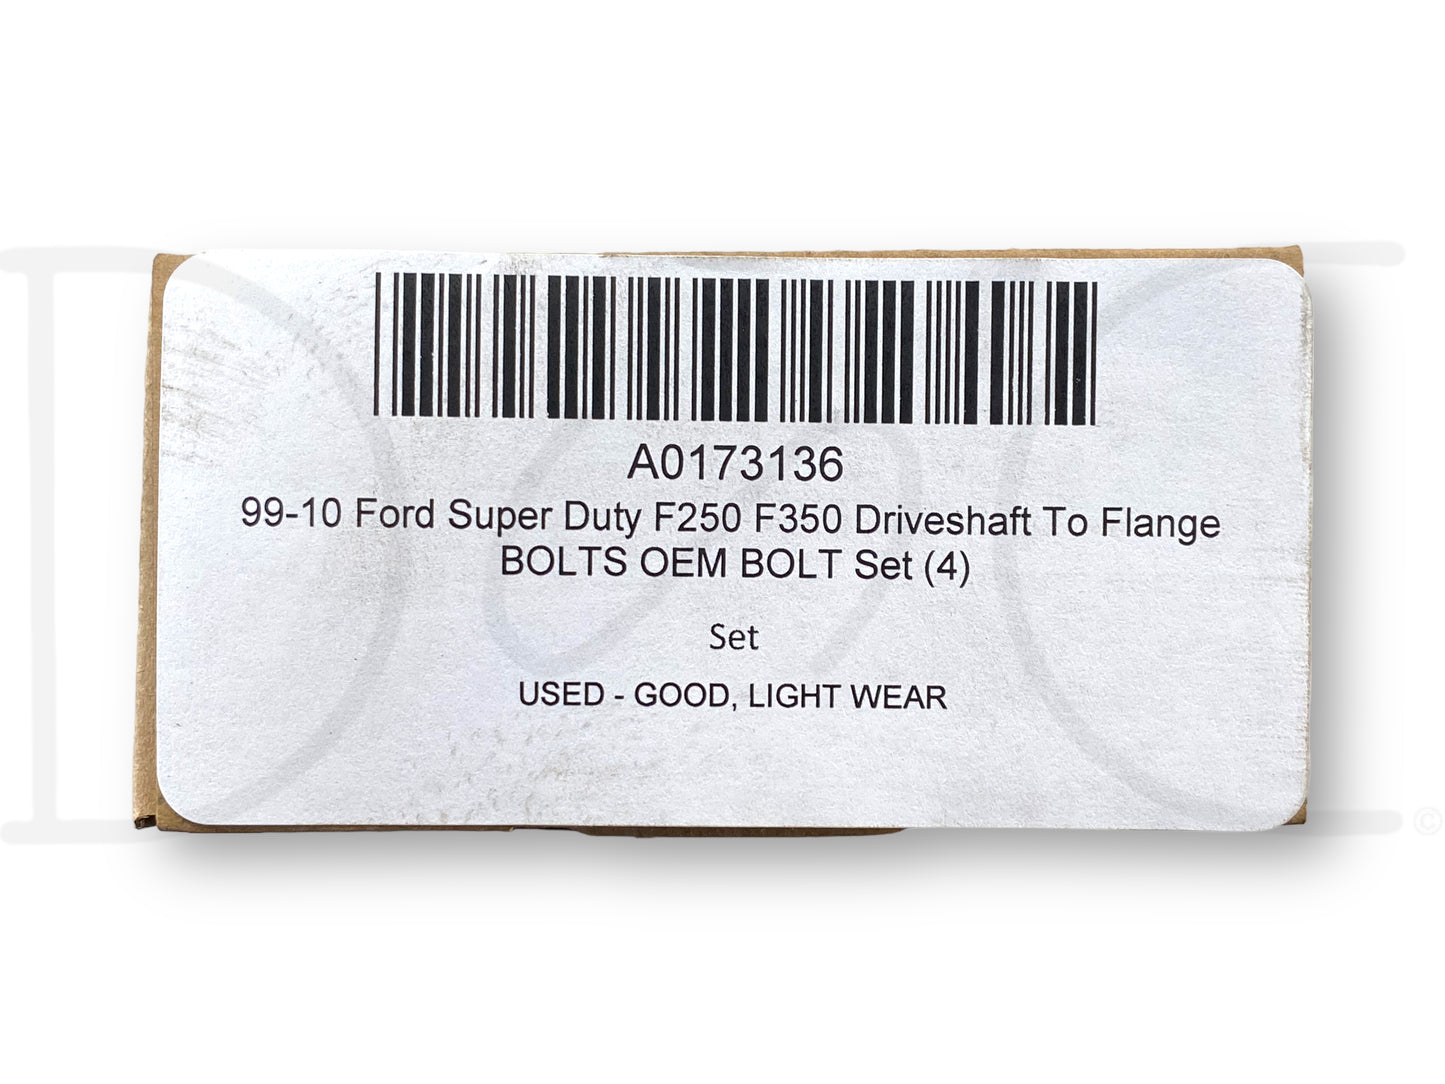 A0173136
99-10 Ford Super Duty F250 F350 Driveshaft To Flange
BOLTS OEM BOLT Set (4)
Set
USED - GOOD, LIGHT WEAR
©